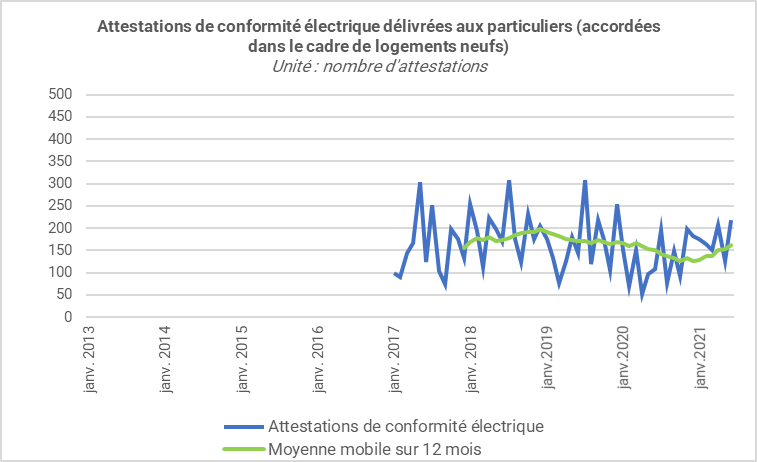 Attestations de conformité électrique délivrées aux particuliers (accordées
dans le cadre de logements neufs)
Unité : nombre d'attestations
500
450
400
350
300
250
200
150
100
50
0
janv. 2013
janv. 2014
janv. 2015
janv. 2016
janv. 2017
janv. 2018
janv.2019
janv.2020
janv.2021
Attestations de conformité électrique
Moyenne mobile sur 12 mois